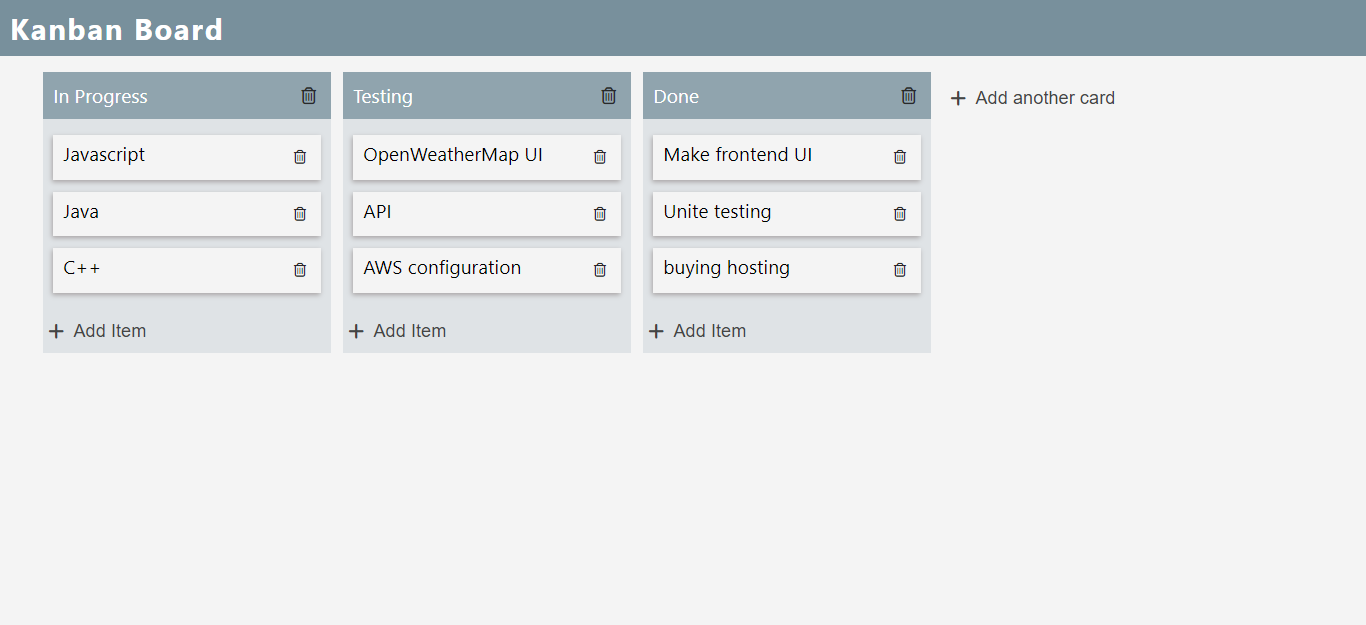 Kanban Board
In Progress
Javascript
Java
C++
Add Item
Testing
OpenWeatherMap UI
API
AWS configuration
Add Item
Done
Make frontend UI
Unite testing
buying hosting
Add Item
Add another card